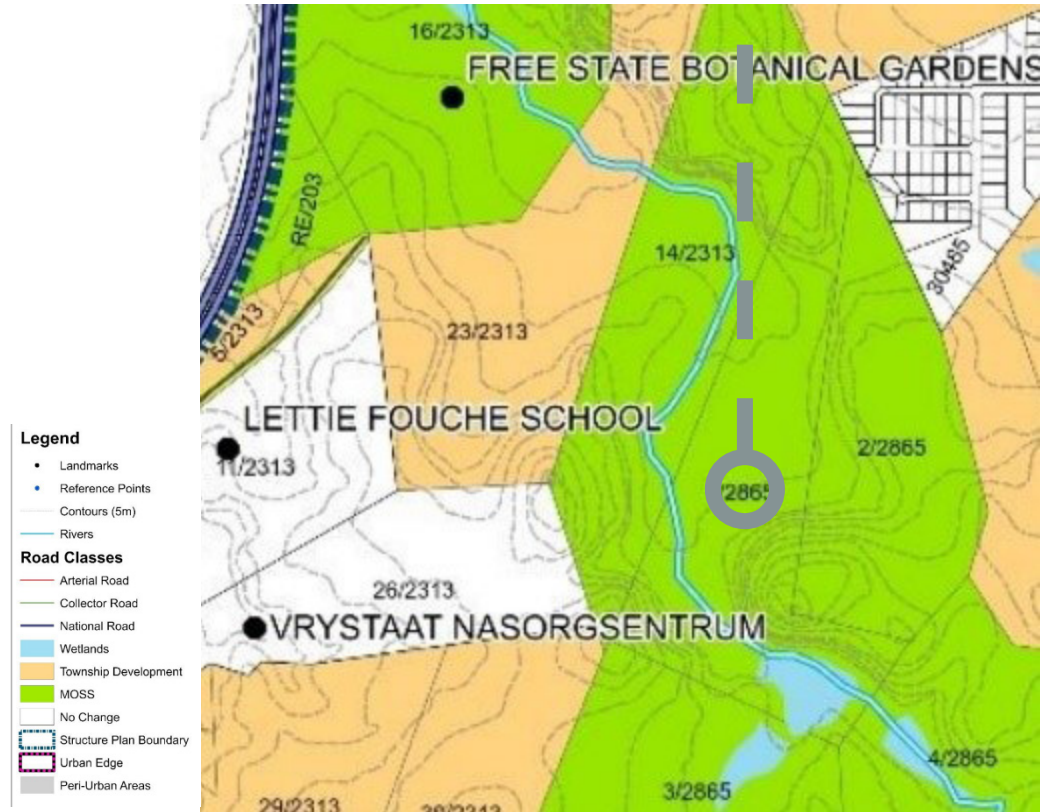 16/2313
FREE STATE BOTANICAL GARDENS
RE/203
14/2313
30485
5/2313
23/2313
LETTIE FOUCHE SCHOOL
11/2313
2/2865
/2865
26/2313
VRYSTAAT NASORGSENTRUM
4/2865
3/2865
29/2313
Legend
Landmarks
Reference Points
Contours (5m)
Rivers
Road Classes
Arterial Road
Collector Road
National Road
Wetlands
Township Development
MOSS
No Change
Structure Plan Boundary
Urban Edge
Peri-Urban Areas